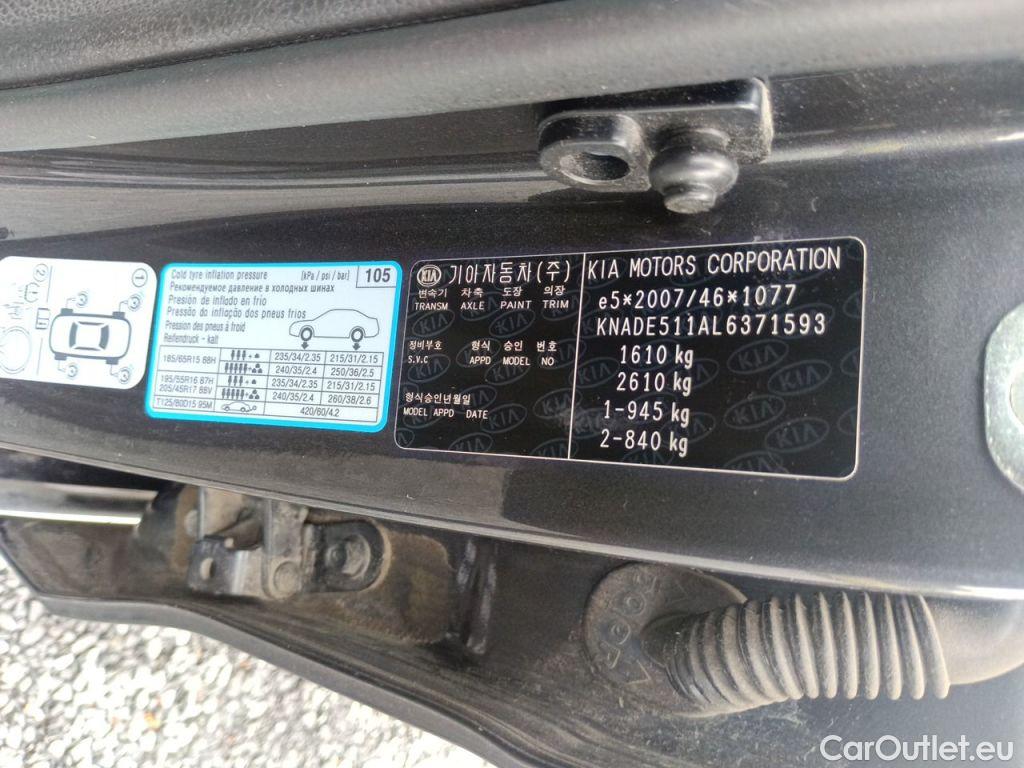 2
1
Cold tyre inflation pressure [kPa / psi / bar] 105
Рекомендуемое давление в холодных шинах
Presión de inflado en frio
Pressão do inflação dos pneus frios
Pression des pneus à froid
Reifendruck - kalt
185/65R15 88H 235/34/2.35 215/31/2.15
240/35/2.4 250/36/2.5
195/55R16 87H 235/34/2.35 215/31/2.15
205/45R17 88V 240/35/2.4 260/38/2.6
T125/80D15 95M 420/60/4.2
KIA 기아자동차(주) KIA MOTORS CORPORATION
변속기 차축 도장 의장
TRANSM AXLE PAINT TRIM
e5*2007/46*1077
KNADE511AL6371593
정비부호 형식 승인 번호
S.V.C APPD MODEL NO
1610 kg
2610 kg
형식승인년월일
MODEL APPD DATE
1-945 kg
2-840 kg
CarOutlet.eu